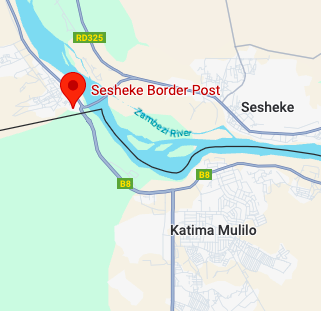 RD325
Sesheke Border Post
Sesheke
Zambezi River
B8
B8
Katima Mulilo